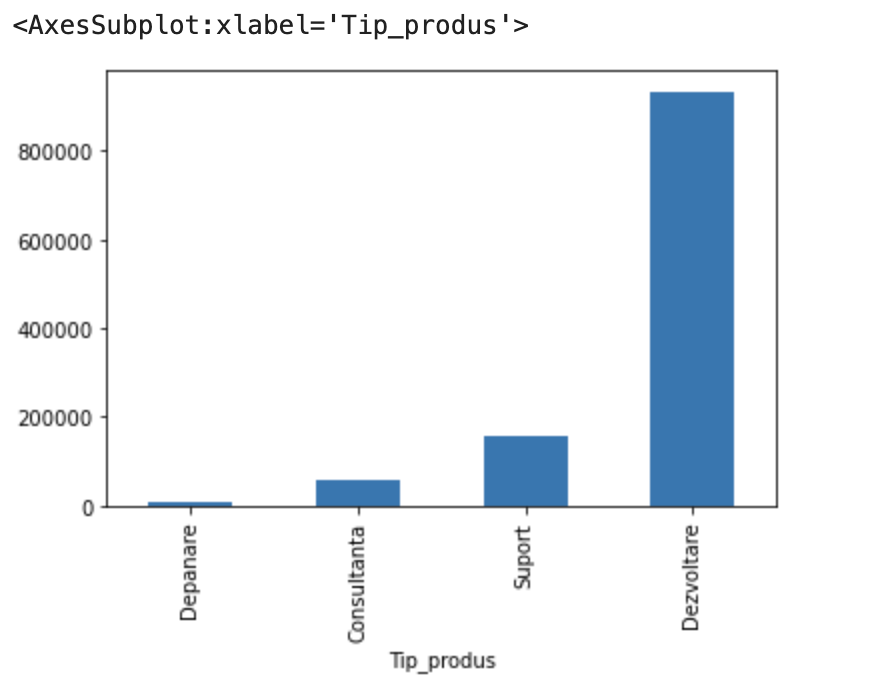 <AxesSubplot:xlabel='Tip_produs'>
800000
600000
400000
200000
0
Depanare
Consultanta
Suport
Dezvoltare
Tip_produs